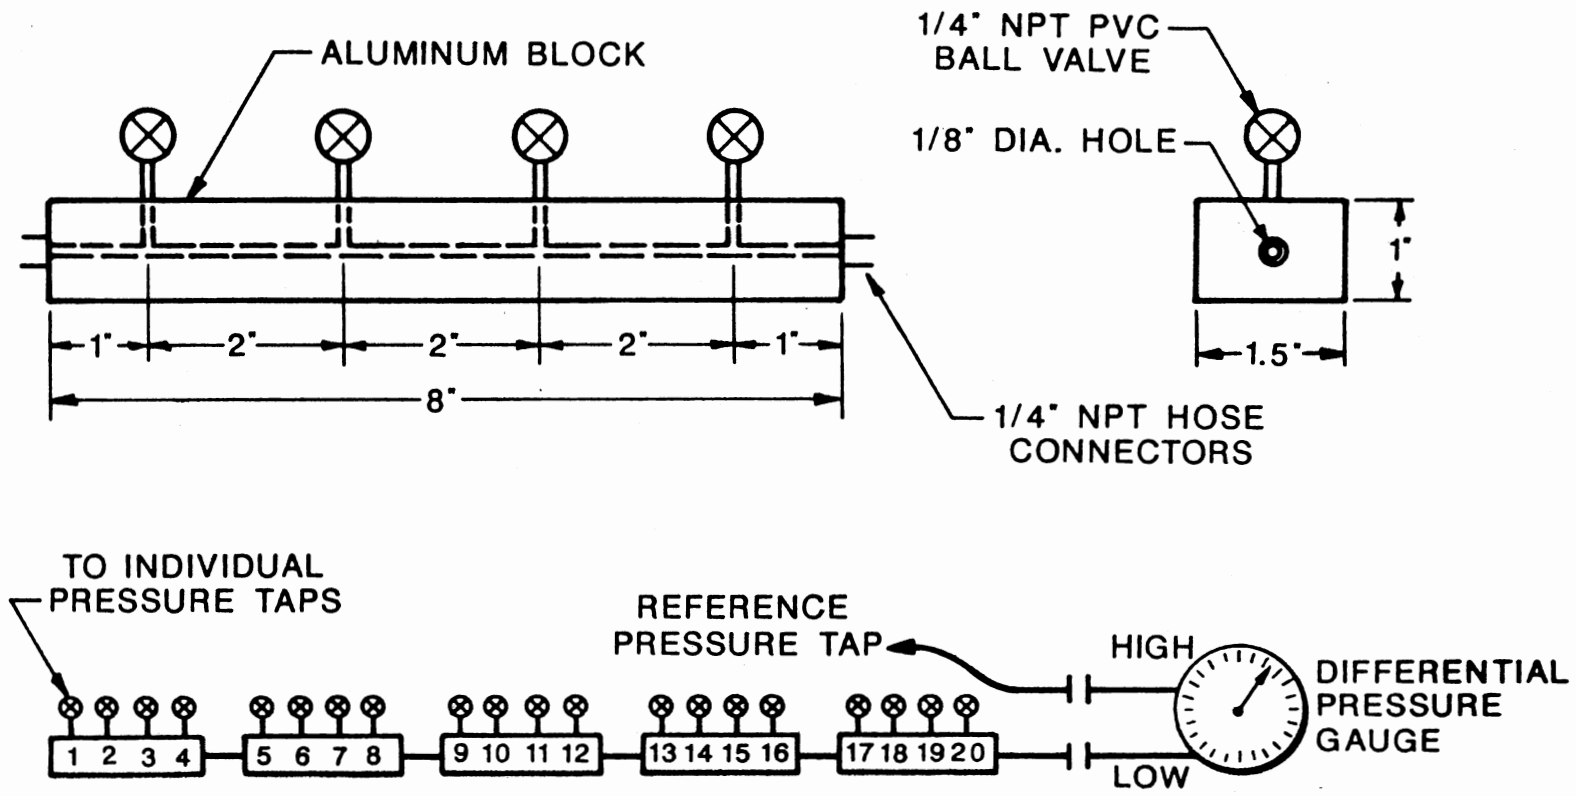 ALUMINUM BLOCK
1/4" NPT PVC
BALL VALVE
1/8" DIA. HOLE
1"
1" 2" 2" 2" 1"
1.5"
8"
1/4" NPT HOSE
CONNECTORS
TO INDIVIDUAL
PRESSURE TAPS
REFERENCE
PRESSURE TAP
HIGH
DIFFERENTIAL
PRESSURE
GAUGE
1 2 3 4 5 6 7 8 9 10 11 12 13 14 15 16 17 18 19 20
LOW